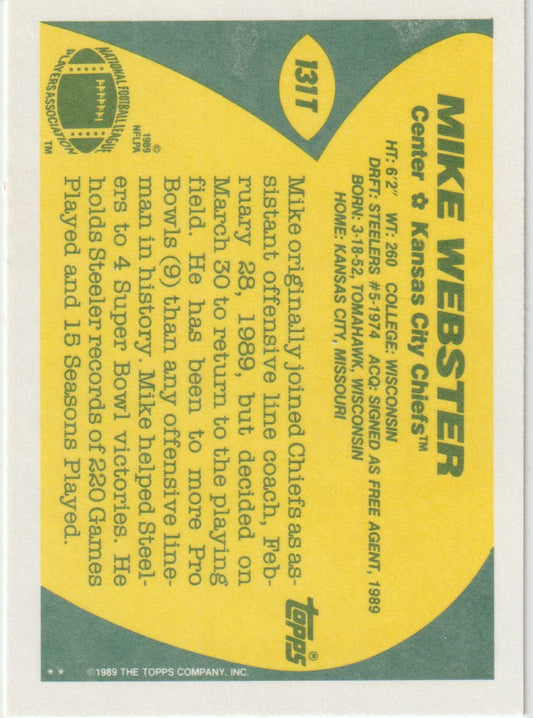 131T
MIKE WEBSTER
Center ✿ Kansas City Chiefs™
HT: 6'2" WT: 260 COLLEGE: WISCONSIN
DRFT: STEELERS #5-1974 ACQ: SIGNED AS FREE AGENT, 1989
BORN: 3-18-52, TOMAHAWK, WISCONSIN
HOME: KANSAS CITY, MISSOURI
Mike originally joined Chiefs as as-
sistant offensive line coach, Feb-
ruary 28, 1989, but decided on
March 30 to return to the playing
field. He has been to more Pro
Bowls (9) than any offensive line-
man in history. Mike helped Steel-
ers to 4 Super Bowl victories. He
holds Steeler records of 220 Games
Played and 15 Seasons Played.
NATIONAL FOOTBALL LEAGUE
PLAYERS ASSOCIATION
™
©
1989
NFLPA
topps®
** ©1989 THE TOPPS COMPANY, INC.